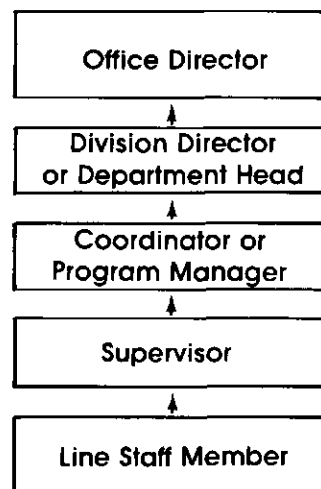 Office Director
Division Director
or Department Head
Coordinator or
Program Manager
Supervisor
Line Staff Member